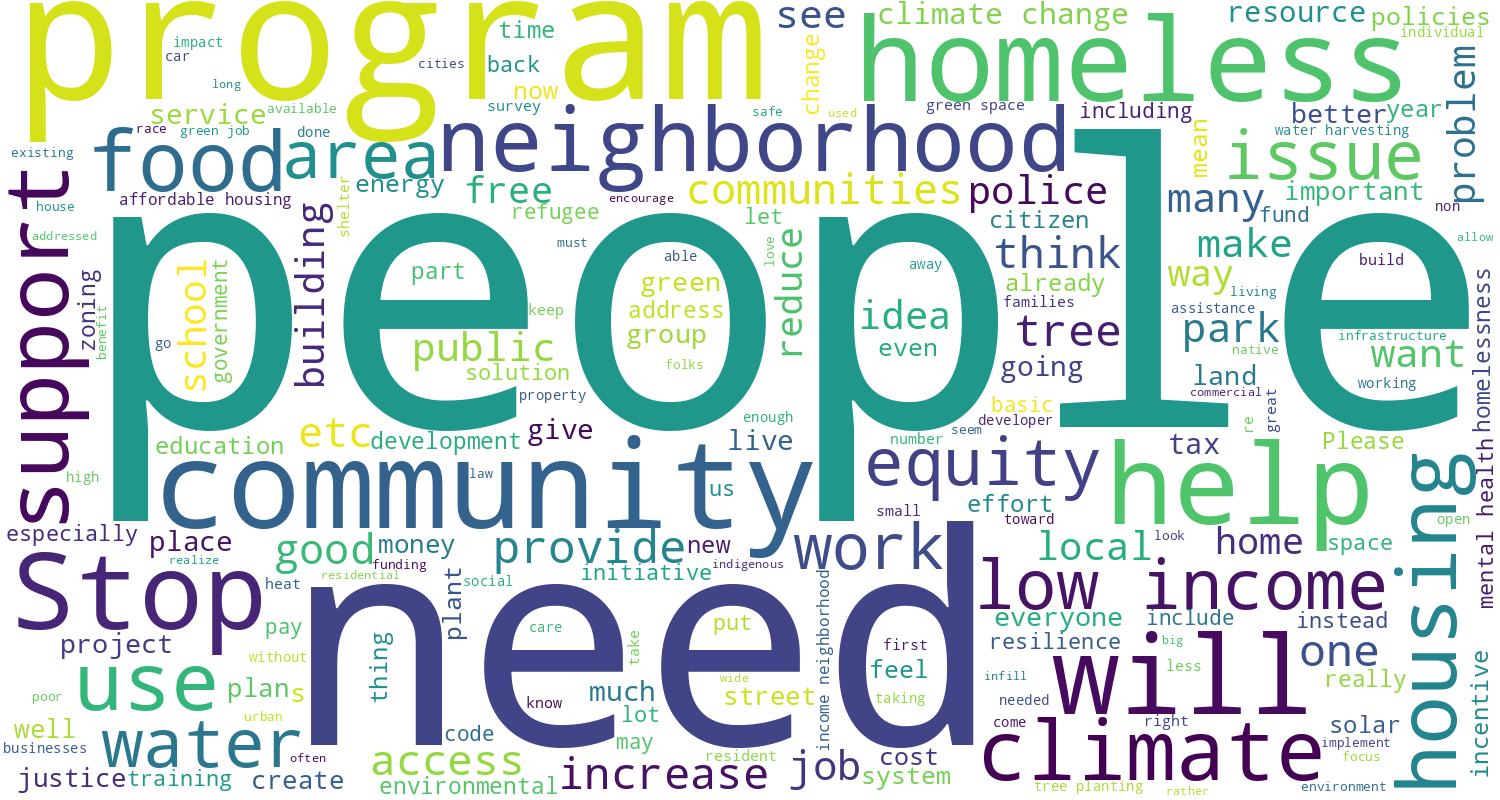 program
homeless
see
climate change
resource
policies
individual
impact
car
long
time
cities
back
now
survey
change
service
available
race
green job
done
existing
food
area
neighborhood
green space
safe
used
including
mean
better
year
water harvesting
issue
problem
support
house
addressed
affordable housing
energy
free
refugee
communities
encourage
police
citizen
many
fund
important
non
allow
shelter
building
let
must
love
able
away
think
already
families
make
way
living
build
homelessness
zoning
benefit
go
school
government
people
part
keep
green
address
group
folks
reduce
idea
even
tree
going
assistance
park
native
infrastructure
want
working
public
solution
property
land
commercial
great
re
basic
developer
seem
number
enough
education
etc
development
give
live
tax
Please
high
community
law
us
equity
help
effort
toward
small
housing
mental health
open
especially
place
good
money
provide
new
work
local
look
home
space
realize
funding
residential
heat
initiative
indigenous
social
Stop
need
low income
plant
project
pay
without
care
take
put
first
feel
income neighborhood
everyone
include
instead
resilience
big
less
will
one
really
incentive
poor
use
plans
thing
know
much
wide
street
taking
infill
needed
urban
lot
may
come
right
solar
well
businesses
water
often
code
resident
access
climate
implement
focus
justice
training
create
environmental
increase
job
cost
system
tree planting
rather
environment